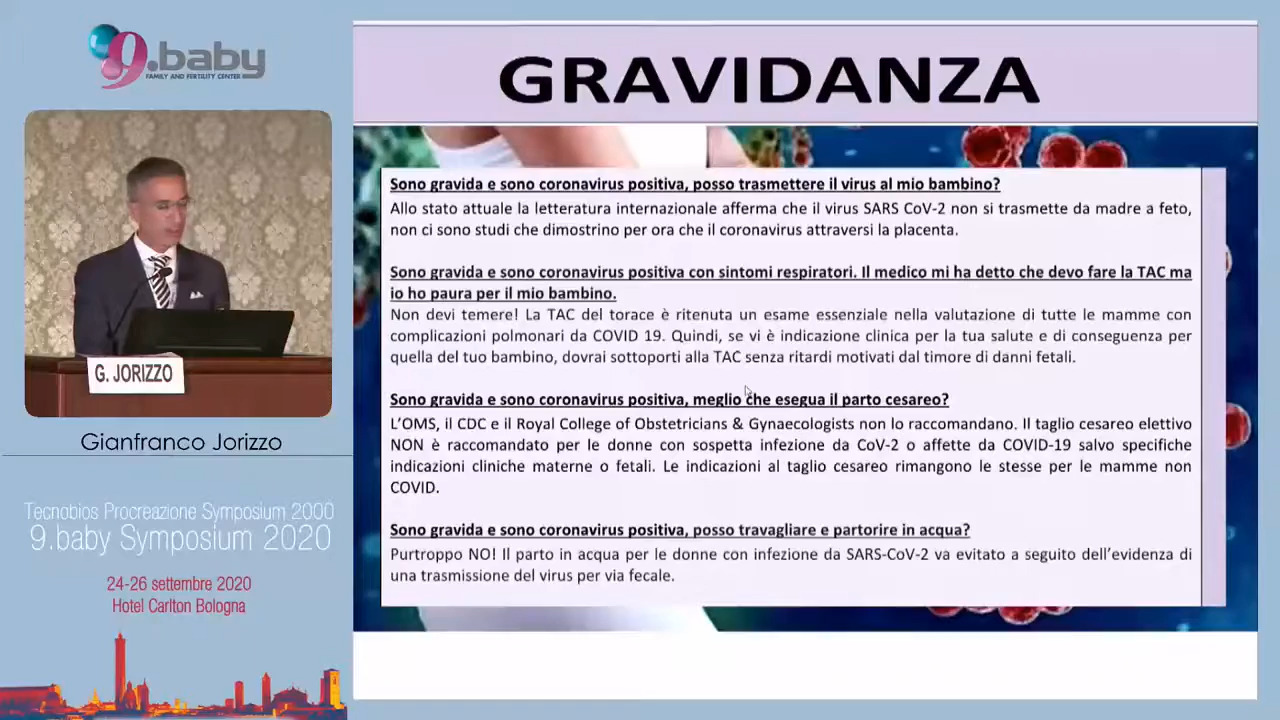 9.baby
FAMILY AND FERTILITY CENTER
G. JORIZZO
Gianfranco Jorizzo
Tecnobios Procreazione Symposium 2000
9.baby Symposium 2020
24-26 settembre 2020
Hotel Carlton Bologna
GRAVIDANZA
Sono gravida e sono coronavirus positiva, posso trasmettere il virus al mio bambino?
Allo stato attuale la letteratura internazionale afferma che il virus SARS CoV-2 non si trasmette da madre a feto,
non ci sono studi che dimostrino per ora che il coronavirus attraversi la placenta.
Sono gravida e sono coronavirus positiva con sintomi respiratori. Il medico mi ha detto che devo fare la TAC ma
io ho paura per il mio bambino.
Non devi temere! La TAC del torace è ritenuta un esame essenziale nella valutazione di tutte le mamme con
complicazioni polmonari da COVID 19. Quindi, se vi è indicazione clinica per la tua salute e di conseguenza per
quella del tuo bambino, dovrai sottoporti alla TAC senza ritardi motivati dal timore di danni fetali.
Sono gravida e sono coronavirus positiva, meglio che esegua il parto cesareo?
L'OMS, il CDC e il Royal College of Obstetricians & Gynaecologists non lo raccomandano. Il taglio cesareo elettivo
NON è raccomandato per le donne con sospetta infezione da CoV-2 o affette da COVID-19 salvo specifiche
indicazioni cliniche materne o fetali. Le indicazioni al taglio cesareo rimangono le stesse per le mamme non
COVID.
Sono gravida e sono coronavirus positiva, posso travagliare e partorire in acqua?
Purtroppo NO! Il parto in acqua per le donne con infezione da SARS-CoV-2 va evitato a seguito dell'evidenza di
una trasmissione del virus per via fecale.